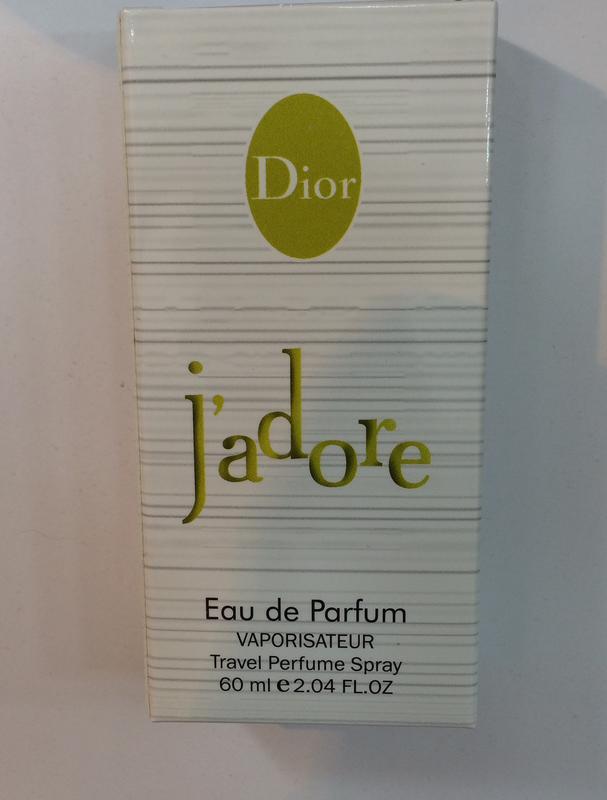 Dior
j'adore
Eau de Parfum
VAPORISATEUR
Travel Perfume Spray
60 ml ℮ 2.04 FL.OZ